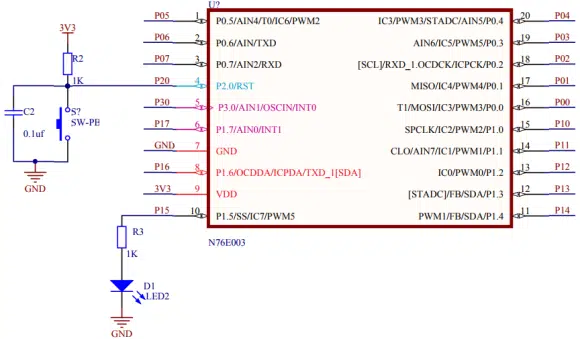 U?
P05 1 P0.5/AIN4/T0/IC6/PWM2 IC3/PWM3/STADC/AIN5/P0.4 20 P04
3V3
P06 2 P0.6/AIN/TXD AIN6/IC5/PWM5/P0.3 19 P03
R2
P07 3 P0.7/AIN2/RXD [SCL]/RXD_1.OCDCK/ICPCK/P0.2 18 P02
1K
P20 4 P2.0/RST MISO/IC4/PWM4/P0.1 17 P01
C2 S? P30 5 P3.0/AIN1/OSCIN/INT0 T1/MOSI/IC3/PWM3/P0.0 16 P00
0.1uf SW-PE P17 6 P1.7/AIN0/INT1 SPCLK/IC2/PWM2/P1.0 15 P10
GND 7 GND CLO/AIN7/IC1/PWM1/P1.1 14 P11
P16 8 P1.6/OCDDA/ICPDA/TXD_1[SDA] IC0/PWM0/P1.2 13 P12
GND
3V3 9 VDD [STADC]/FB/SDA/P1.3 12 P13
P15 10 P1.5/SS/IC7/PWM5 PWM1/FB/SDA/P1.4 11 P14
R3
N76E003
1K
D1
LED2
GND